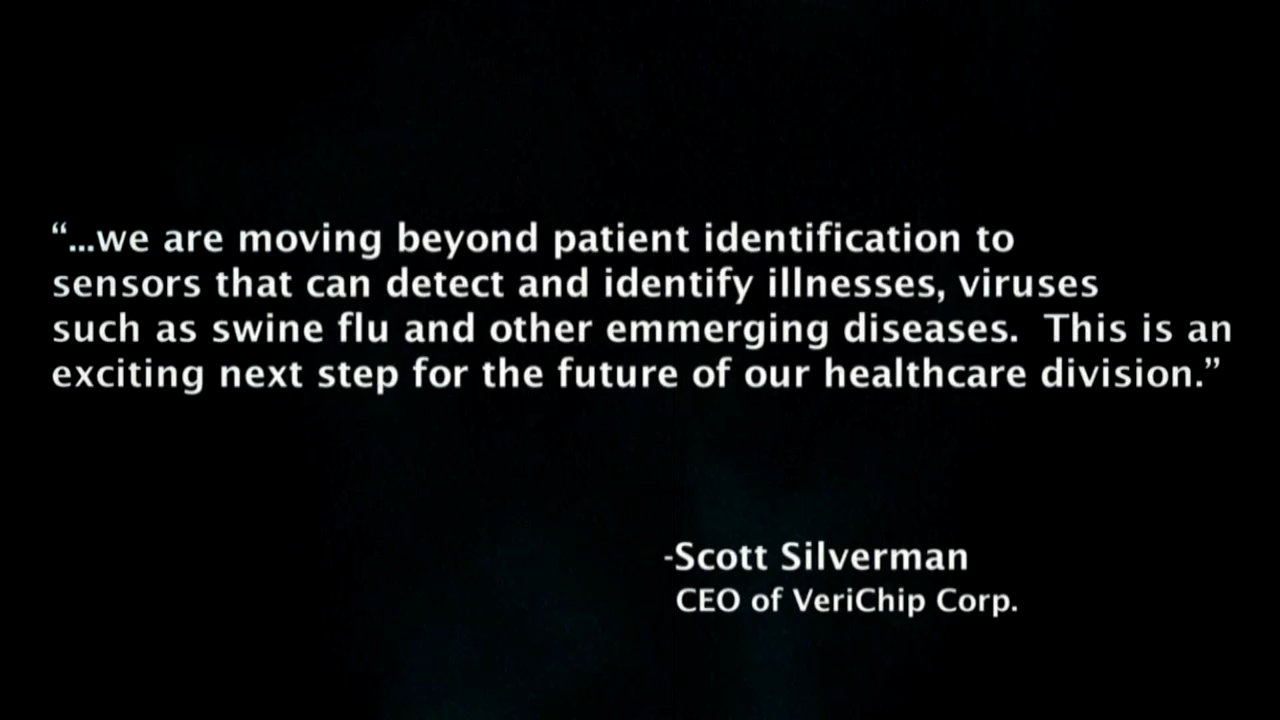 “...we are moving beyond patient identification to
sensors that can detect and identify illnesses, viruses
such as swine flu and other emmerging diseases.  This is an
exciting next step for the future of our healthcare division.”
-Scott Silverman
CEO of VeriChip Corp.